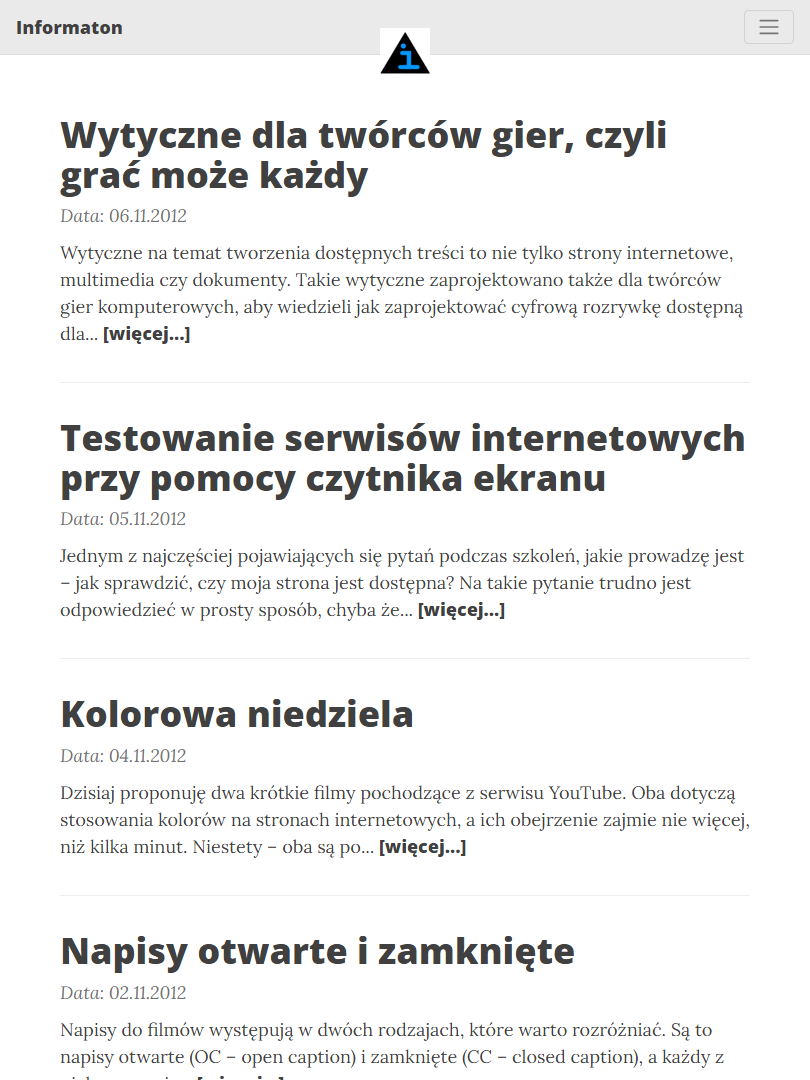 Informaton
i
Wytyczne dla twórców gier, czyli
grać może każdy
Data: 06.11.2012
Wytyczne na temat tworzenia dostępnych treści to nie tylko strony internetowe,
multimedia czy dokumenty. Takie wytyczne zaprojektowano także dla twórców
gier komputerowych, aby wiedzieli jak zaprojektować cyfrową rozrywkę dostępną
dla... [więcej...]
Testowanie serwisów internetowych
przy pomocy czytnika ekranu
Data: 05.11.2012
Jednym z najczęściej pojawiających się pytań podczas szkoleń, jakie prowadzę jest
– jak sprawdzić, czy moja strona jest dostępna? Na takie pytanie trudno jest
odpowiedzieć w prosty sposób, chyba że... [więcej...]
Kolorowa niedziela
Data: 04.11.2012
Dzisiaj proponuję dwa krótkie filmy pochodzące z serwisu YouTube. Oba dotyczą
stosowania kolorów na stronach internetowych, a ich obejrzenie zajmie nie więcej,
niż kilka minut. Niestety – oba są po... [więcej...]
Napisy otwarte i zamknięte
Data: 02.11.2012
Napisy do filmów występują w dwóch rodzajach, które warto rozróżniać. Są to
napisy otwarte (OC – open caption) i zamknięte (CC – closed caption), a każdy z